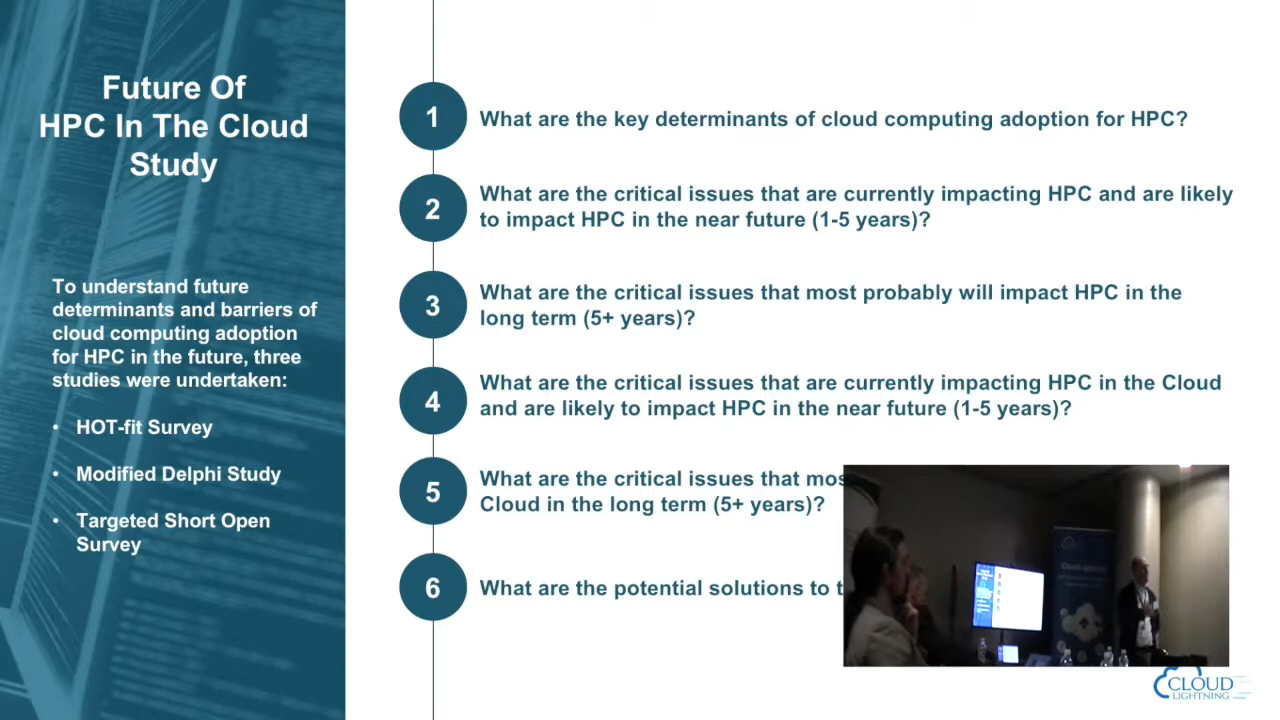 Future Of
HPC In The Cloud
Study
To understand future
determinants and barriers of
cloud computing adoption
for HPC in the future, three
studies were undertaken:
• HOT-fit Survey
• Modified Delphi Study
• Targeted Short Open
Survey
1
What are the key determinants of cloud computing adoption for HPC?
2
What are the critical issues that are currently impacting HPC and are likely
to impact HPC in the near future (1-5 years)?
3
What are the critical issues that most probably will impact HPC in the
long term (5+ years)?
4
What are the critical issues that are currently impacting HPC in the Cloud
and are likely to impact HPC in the near future (1-5 years)?
5
What are the critical issues that mos
Cloud in the long term (5+ years)?
6
What are the potential solutions to t
CLOUD
LIGHTNING